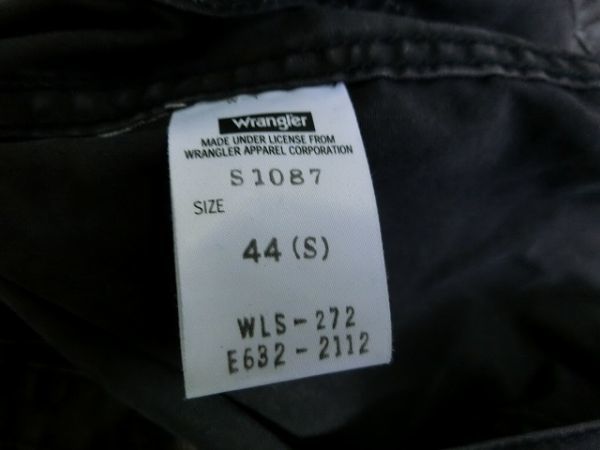 Wrangler
MADE UNDER LICENSE FROM
WRANGLER APPAREL CORPORATION
S1087
SIZE
44 (S)
WLS-272
E632-2112